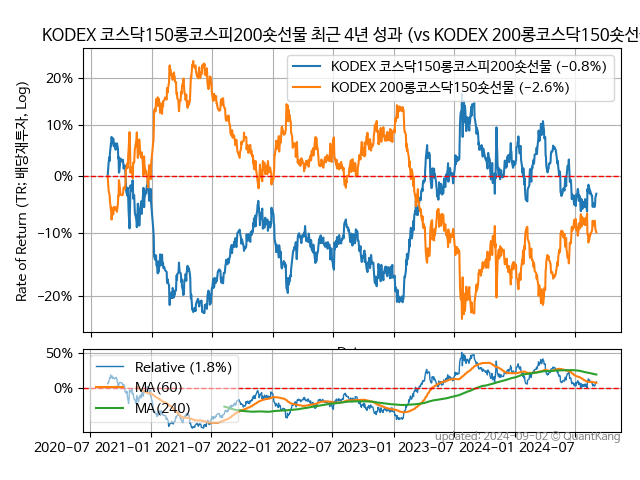 KODEX 코스닥150롱코스피200숏선물 최근 4년 성과 (vs KODEX 200롱코스닥150숏선
Rate of Return (TR; 배당재투자, Log)
20%
10%
0%
−10%
−20%
KODEX 코스닥150롱코스피200숏선물 (−0.8%)
KODEX 200롱코스닥150숏선물 (−2.6%)
50%
0%
Relative (1.8%)
MA(60)
MA(240)
2020-07 2021-01 2021-07 2022-01 2022-07 2023-01 2023-07 2024-01 2024-07
updated: 2024-09-02 © QuantKang